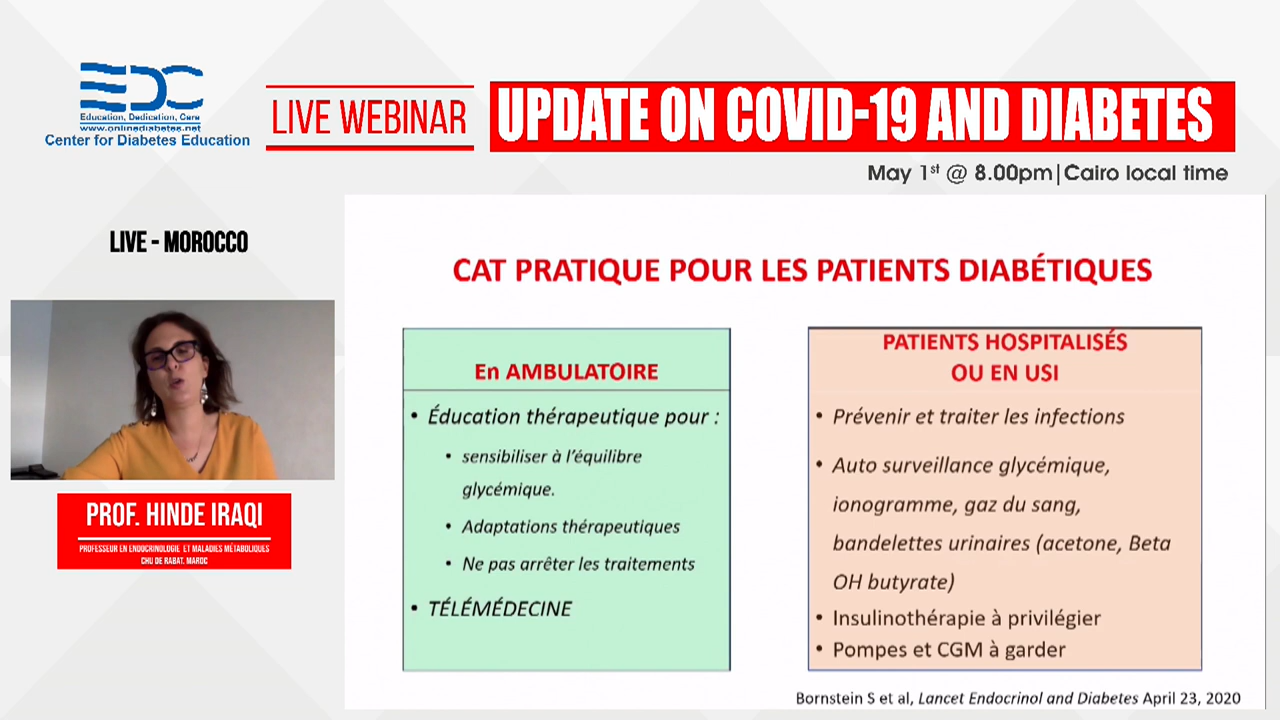 EDC
Education, Dedication, Care
www.onlinediabetes.net
Center for Diabetes Education
LIVE WEBINAR
UPDATE ON COVID-19 AND DIABETES
May 1st @ 8.00pm|Cairo local time
LIVE - MOROCCO
PROF. HINDE IRAQI
PROFESSEUR EN ENDOCRINOLOGIE ET MALADIES MÉTABOLIQUES
CHU DE RABAT. MAROC
CAT PRATIQUE POUR LES PATIENTS DIABÉTIQUES
En AMBULATOIRE
• Éducation thérapeutique pour :
• sensibiliser à l'équilibre
glycémique.
• Adaptations thérapeutiques
• Ne pas arrêter les traitements
• TÉLÉMÉDECINE
PATIENTS HOSPITALISÉS
OU EN USI
• Prévenir et traiter les infections
• Auto surveillance glycémique,
ionogramme, gaz du sang,
bandelettes urinaires (acetone, Beta
OH butyrate)
• Insulinothérapie à privilégier
• Pompes et CGM à garder
Bornstein S et al, Lancet Endocrinol and Diabetes April 23, 2020